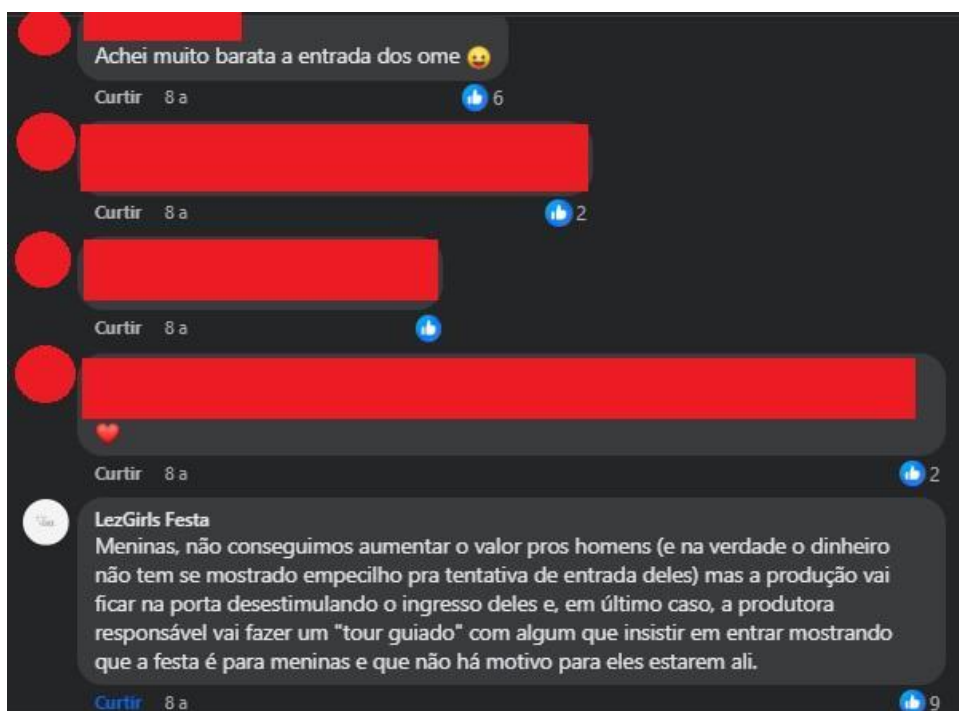 Achei muito barata a entrada dos ome 😝
Curtir 8 a 6
Curtir 8 a 2
Curtir 8 a
❤️
Curtir 8 a 2
LezGirls Festa
Meninas, não conseguimos aumentar o valor pros homens (e na verdade o dinheiro
não tem se mostrado empecilho pra tentativa de entrada deles) mas a produção vai
ficar na porta desestimulando o ingresso deles e, em último caso, a produtora
responsável vai fazer um "tour guiado" com algum que insistir em entrar mostrando
que a festa é para meninas e que não há motivo para eles estarem ali.
Curtir 8 a 9